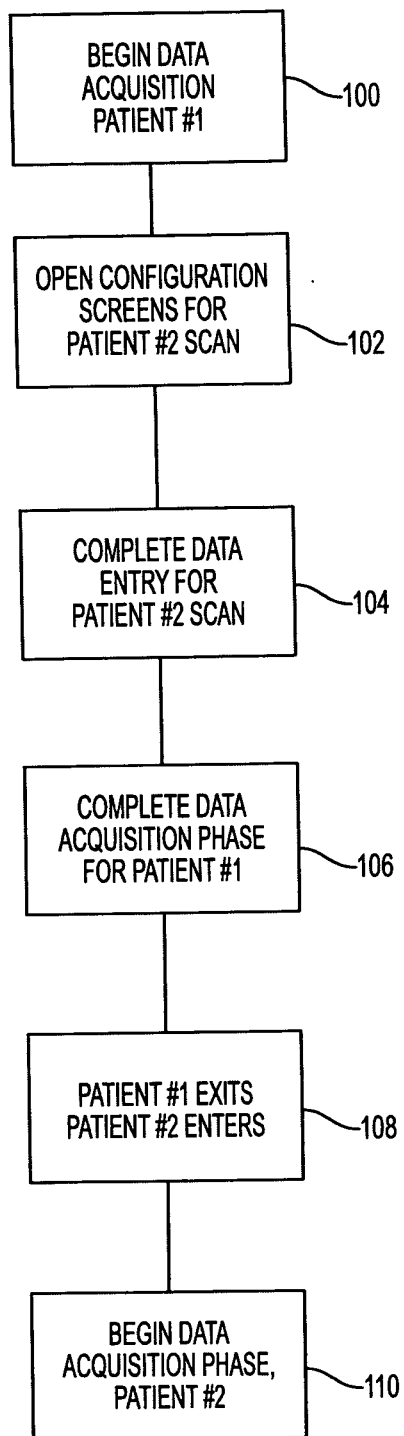 BEGIN DATA
ACQUISITION
PATIENT #1
100
OPEN CONFIGURATION
SCREENS FOR
PATIENT #2 SCAN
102
COMPLETE DATA
ENTRY FOR
PATIENT #2 SCAN
104
COMPLETE DATA
ACQUISITION PHASE
FOR PATIENT #1
106
PATIENT #1 EXITS
PATIENT #2 ENTERS
108
BEGIN DATA
ACQUISITION PHASE,
PATIENT #2
110